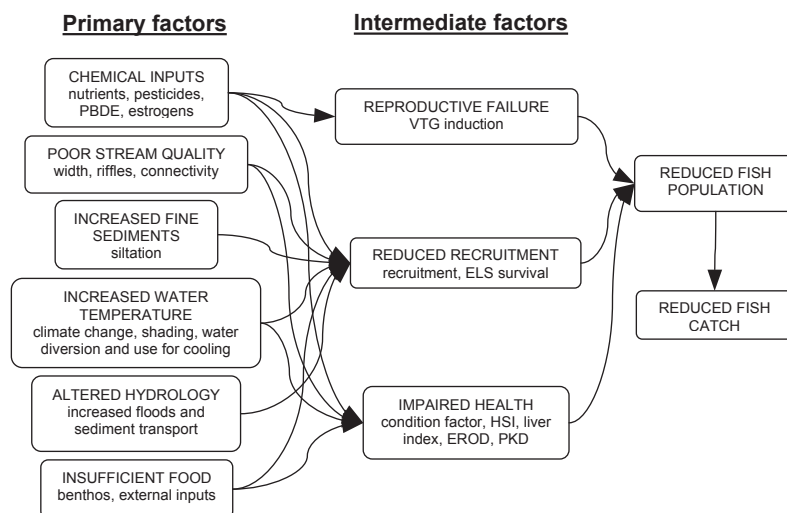 Primary factors
Intermediate factors
CHEMICAL INPUTS
nutrients, pesticides,
PBDE, estrogens
POOR STREAM QUALITY
width, riffles, connectivity
INCREASED FINE
SEDIMENTS
siltation
INCREASED WATER
TEMPERATURE
climate change, shading, water
diversion and use for cooling
ALTERED HYDROLOGY
increased floods and
sediment transport
INSUFFICIENT FOOD
benthos, external inputs
REPRODUCTIVE FAILURE
VTG induction
REDUCED RECRUITMENT
recruitment, ELS survival
IMPAIRED HEALTH
condition factor, HSI, liver
index, EROD, PKD
REDUCED FISH
POPULATION
REDUCED FISH
CATCH